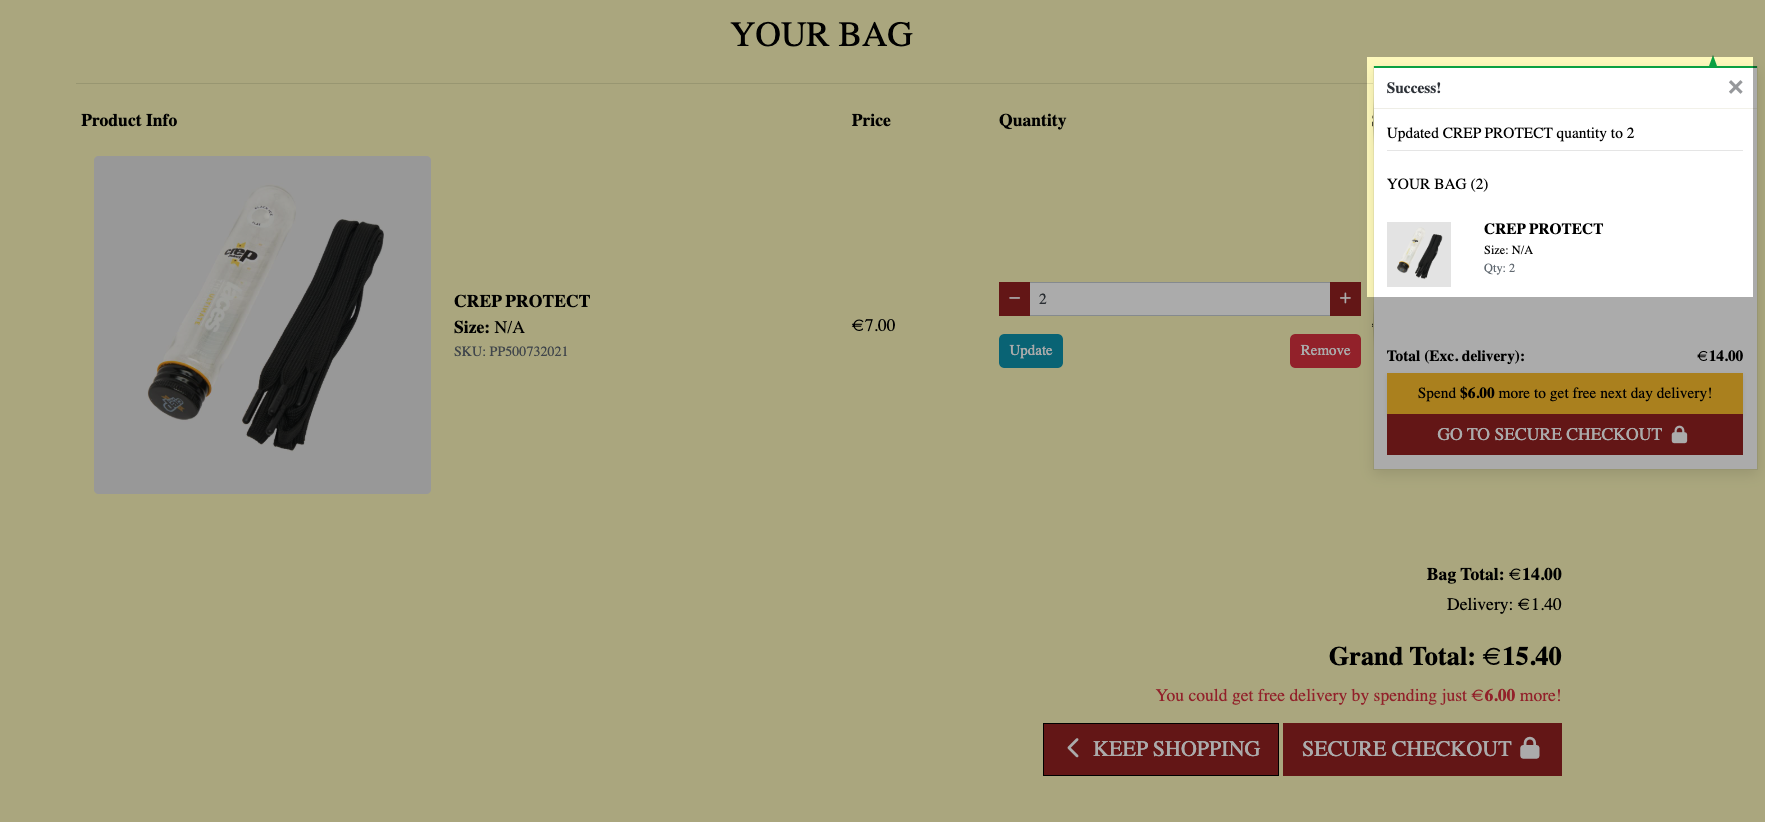 YOUR BAG
Product Info
Price
Quantity
crep
CREP PROTECT
Size: N/A
SKU: PP500732021
€7.00
2
Update
Remove
Success!
Updated CREP PROTECT quantity to 2
YOUR BAG (2)
CREP PROTECT
Size: N/A
Qty: 2
Total (Exc. delivery):
€14.00
Spend $6.00 more to get free next day delivery!
GO TO SECURE CHECKOUT
Bag Total: €14.00
Delivery: €1.40
Grand Total: €15.40
You could get free delivery by spending just €6.00 more!
KEEP SHOPPING
SECURE CHECKOUT